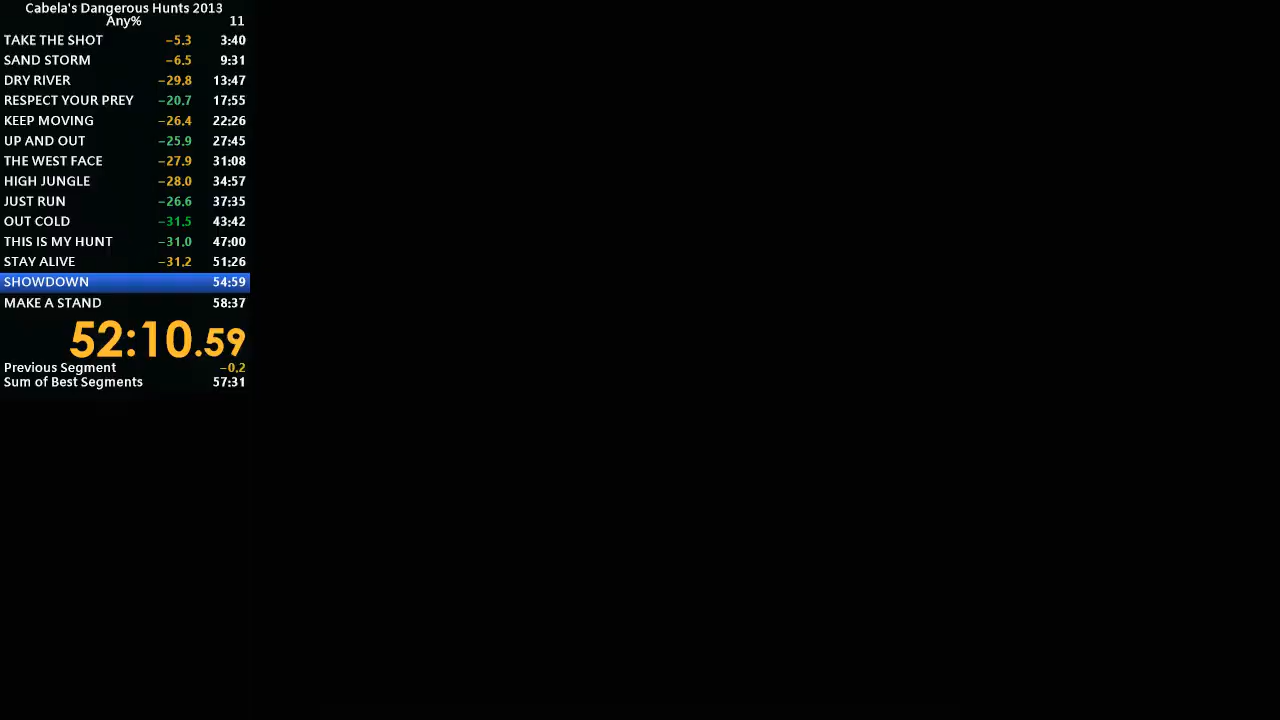 Cabela's Dangerous Hunts 2013
Any% 11
TAKE THE SHOT -5.3 3:40
SAND STORM -6.5 9:31
DRY RIVER -29.8 13:47
RESPECT YOUR PREY -20.7 17:55
KEEP MOVING -26.4 22:26
UP AND OUT -25.9 27:45
THE WEST FACE -27.9 31:08
HIGH JUNGLE -28.0 34:57
JUST RUN -26.6 37:35
OUT COLD -31.5 43:42
THIS IS MY HUNT -31.0 47:00
STAY ALIVE -31.2 51:26
SHOWDOWN 54:59
MAKE A STAND 58:37
52:10.59
Previous Segment -0.2
Sum of Best Segments 57:31